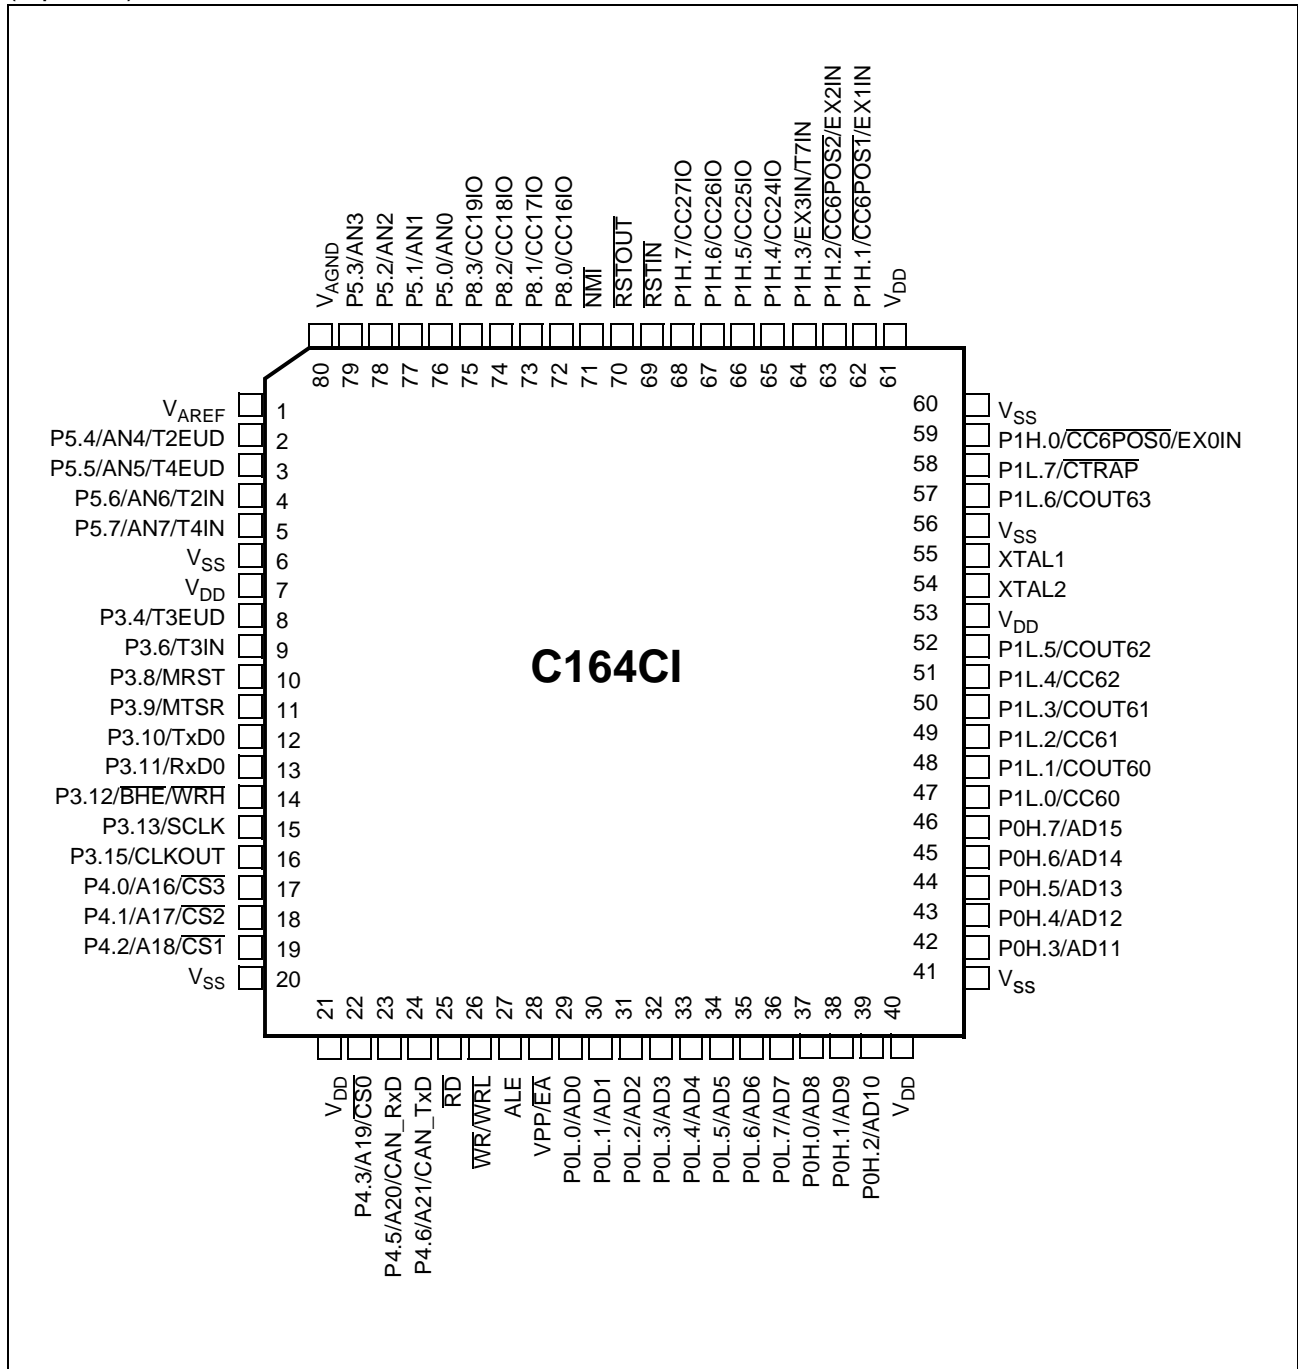 V_AGND
P5.3/AN3
P5.2/AN2
P5.1/AN1
P5.0/AN0
P8.3/CC19IO
P8.2/CC18IO
P8.1/CC17IO
P8.0/CC16IO
NMI
RSTOUT
RSTIN
P1H.7/CC27IO
P1H.6/CC26IO
P1H.5/CC25IO
P1H.4/CC24IO
P1H.3/EX3IN/T7IN
P1H.2/CC6POS2/EX2IN
P1H.1/CC6POS1/EX1IN
V_DD
80 79 78 77 76 75 74 73 72 71 70 69 68 67 66 65 64 63 62 61
V_AREF 1
P5.4/AN4/T2EUD 2
P5.5/AN5/T4EUD 3
P5.6/AN6/T2IN 4
P5.7/AN7/T4IN 5
V_SS 6
V_DD 7
P3.4/T3EUD 8
P3.6/T3IN 9
P3.8/MRST 10
P3.9/MTSR 11
P3.10/TxD0 12
P3.11/RxD0 13
P3.12/BHE/WRH 14
P3.13/SCLK 15
P3.15/CLKOUT 16
P4.0/A16/CS3 17
P4.1/A17/CS2 18
P4.2/A18/CS1 19
V_SS 20
C164CI
60 V_SS
59 P1H.0/CC6POS0/EX0IN
58 P1L.7/CTRAP
57 P1L.6/COUT63
56 V_SS
55 XTAL1
54 XTAL2
53 V_DD
52 P1L.5/COUT62
51 P1L.4/CC62
50 P1L.3/COUT61
49 P1L.2/CC61
48 P1L.1/COUT60
47 P1L.0/CC60
46 P0H.7/AD15
45 P0H.6/AD14
44 P0H.5/AD13
43 P0H.4/AD12
42 P0H.3/AD11
41 V_SS
21 22 23 24 25 26 27 28 29 30 31 32 33 34 35 36 37 38 39 40
V_DD
P4.3/A19/CS0
P4.5/A20/CAN_RxD
P4.6/A21/CAN_TxD
RD
WR/WRL
ALE
VPP/EA
P0L.0/AD0
P0L.1/AD1
P0L.2/AD2
P0L.3/AD3
P0L.4/AD4
P0L.5/AD5
P0L.6/AD6
P0L.7/AD7
P0H.0/AD8
P0H.1/AD9
P0H.2/AD10
V_DD